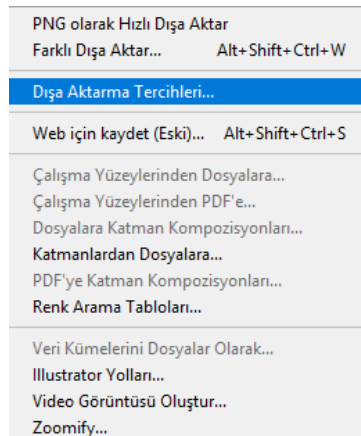 PNG olarak Hızlı Dışa Aktar
Farklı Dışa Aktar... Alt+Shift+Ctrl+W
Dışa Aktarma Tercihleri...
Web için kaydet (Eski)... Alt+Shift+Ctrl+S
Çalışma Yüzeylerinden Dosyalara...
Çalışma Yüzeylerinden PDF'e...
Dosyalara Katman Kompozisyonları...
Katmanlardan Dosyalara...
PDF'ye Katman Kompozisyonları...
Renk Arama Tabloları...
Veri Kümelerini Dosyalar Olarak...
Illustrator Yolları...
Video Görüntüsü Oluştur...
Zoomify...